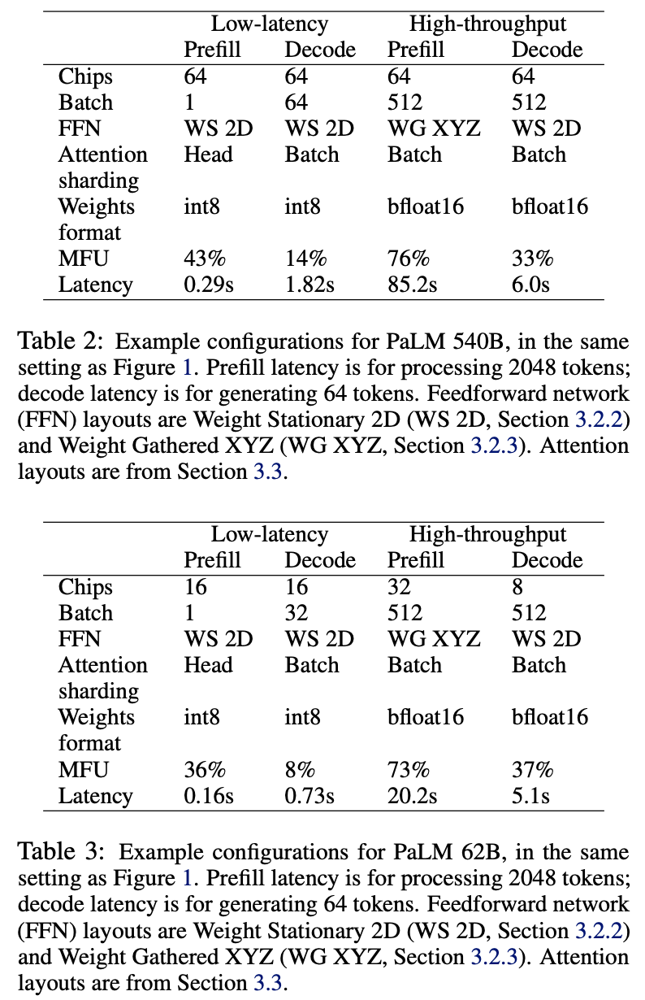 Low-latency High-throughput
Prefill Decode Prefill Decode
Chips 64 64 64 64
Batch 1 64 512 512
FFN WS 2D WS 2D WG XYZ WS 2D
Attention Head Batch Batch Batch
sharding
Weights int8 int8 bfloat16 bfloat16
format
MFU 43% 14% 76% 33%
Latency 0.29s 1.82s 85.2s 6.0s
Table 2: Example configurations for PaLM 540B, in the same
setting as Figure 1. Prefill latency is for processing 2048 tokens;
decode latency is for generating 64 tokens. Feedforward network
(FFN) layouts are Weight Stationary 2D (WS 2D, Section 3.2.2)
and Weight Gathered XYZ (WG XYZ, Section 3.2.3). Attention
layouts are from Section 3.3.
Low-latency High-throughput
Prefill Decode Prefill Decode
Chips 16 16 32 8
Batch 1 32 512 512
FFN WS 2D WS 2D WG XYZ WS 2D
Attention Head Batch Batch Batch
sharding
Weights int8 int8 bfloat16 bfloat16
format
MFU 36% 8% 73% 37%
Latency 0.16s 0.73s 20.2s 5.1s
Table 3: Example configurations for PaLM 62B, in the same
setting as Figure 1. Prefill latency is for processing 2048 tokens;
decode latency is for generating 64 tokens. Feedforward network
(FFN) layouts are Weight Stationary 2D (WS 2D, Section 3.2.2)
and Weight Gathered XYZ (WG XYZ, Section 3.2.3). Attention
layouts are from Section 3.3.